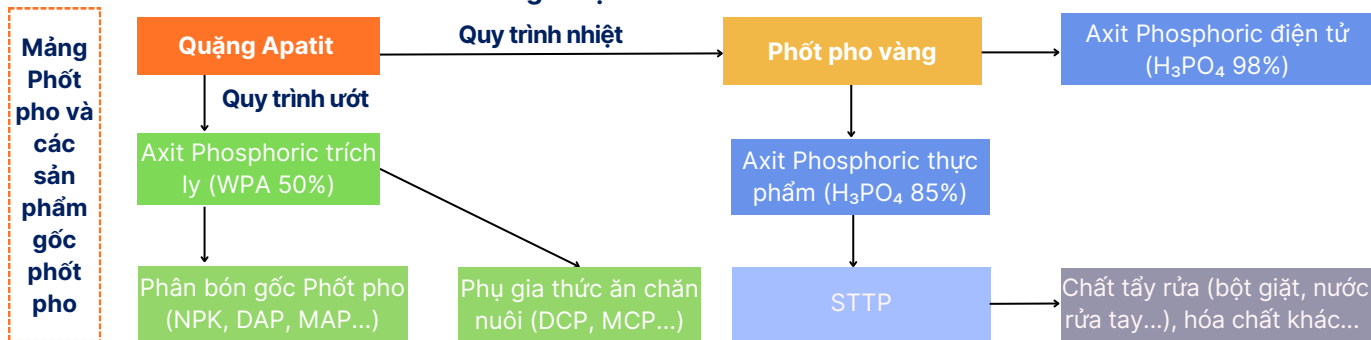 Mảng
Phốt
pho và
các
sản
phẩm
gốc
phốt
pho
Quặng Apatit
Quy trình nhiệt
Phốt pho vàng
Axit Phosphoric điện tử
(H₃PO₄ 98%)
Quy trình ướt
Axit Phosphoric trích
ly (WPA 50%)
Axit Phosphoric thực
phẩm (H₃PO₄ 85%)
Phân bón gốc Phốt pho
(NPK, DAP, MAP...)
Phụ gia thức ăn chăn
nuôi (DCP, MCP...)
STTP
Chất tẩy rửa (bột giặt, nước
rửa tay...), hóa chất khác...